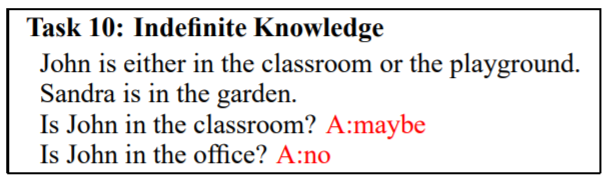 Task 10: Indefinite Knowledge
John is either in the classroom or the playground.
Sandra is in the garden.
Is John in the classroom? A:maybe
Is John in the office? A:no